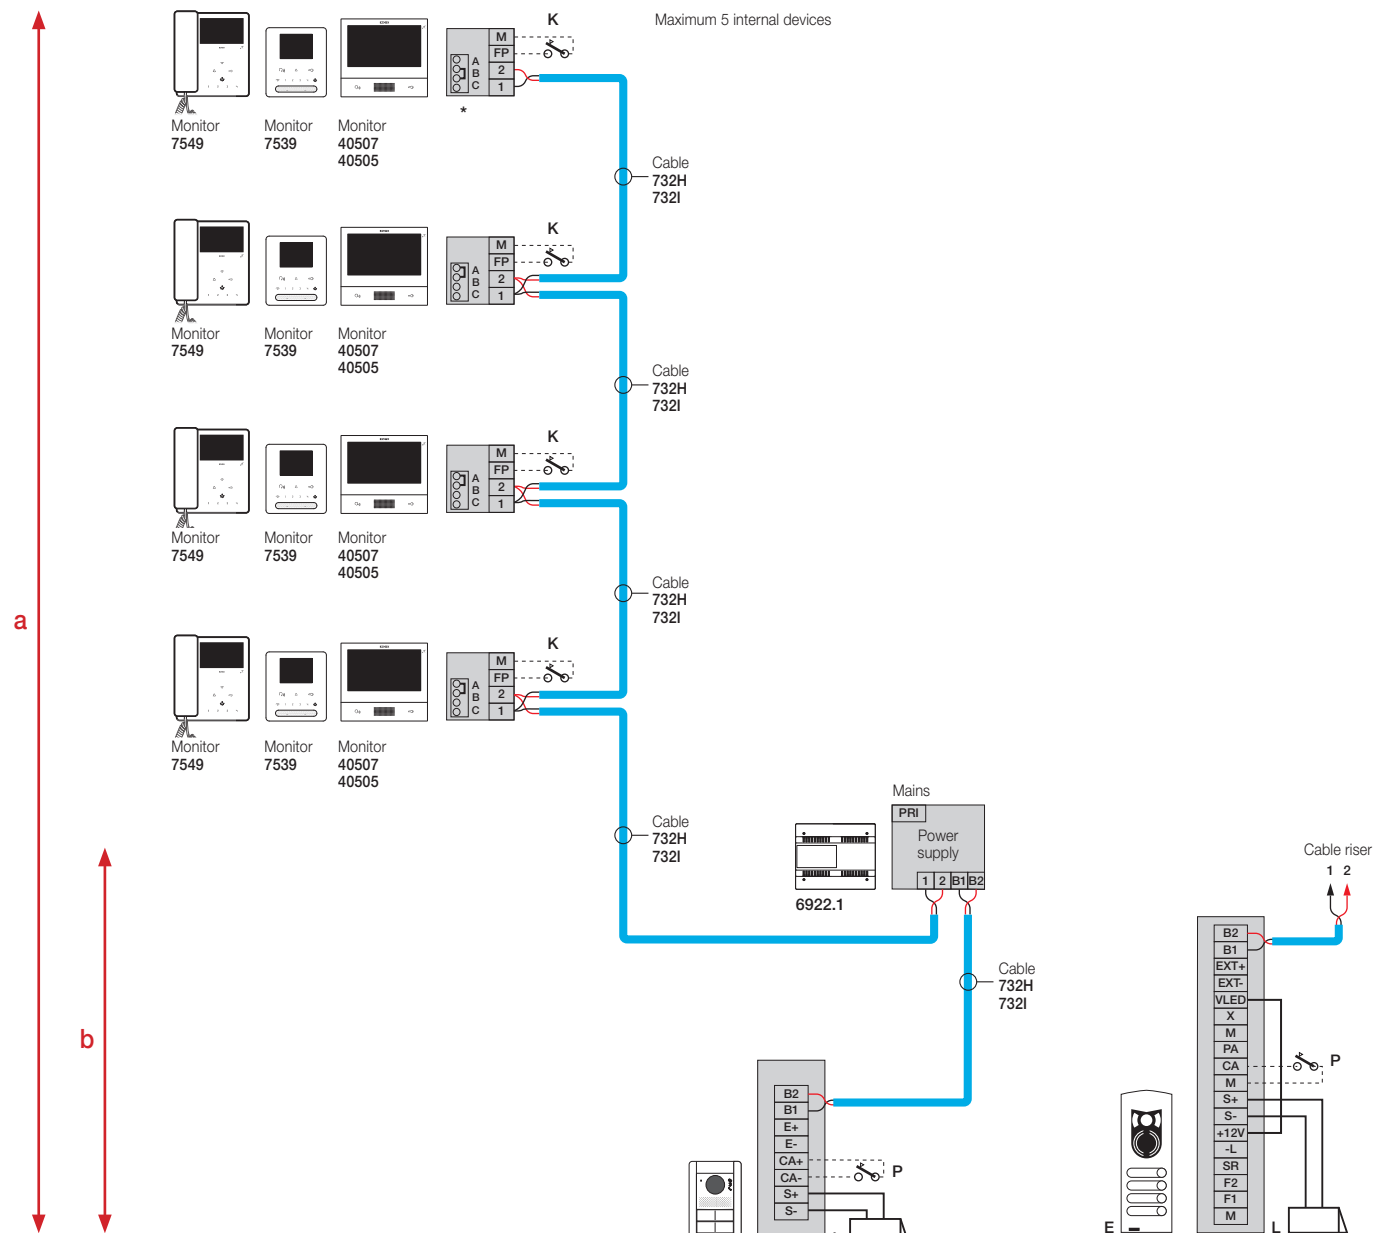 Maximum 5 internal devices
K
M
FP
2
1
A
B
C
*
Monitor
7549
Monitor
7539
Monitor
40507
40505
Cable
732H
732I
K
M
FP
2
1
A
B
C
Monitor
7549
Monitor
7539
Monitor
40507
40505
Cable
732H
732I
K
M
FP
2
1
A
B
C
Monitor
7549
Monitor
7539
Monitor
40507
40505
Cable
732H
732I
a
K
M
FP
2
1
A
B
C
Monitor
7549
Monitor
7539
Monitor
40507
40505
Cable
732H
732I
Mains
PRI
Power
supply
1 2 B1 B2
6922.1
Cable
732H
732I
b
B2
B1
E+
E-
CA+
CA-
S+
S-
P
Cable riser
1 2
B2
B1
EXT+
EXT-
VLED
X
M
PA
CA
M
S+
S-
+12V
-L
SR
F2
F1
M
P
E
L